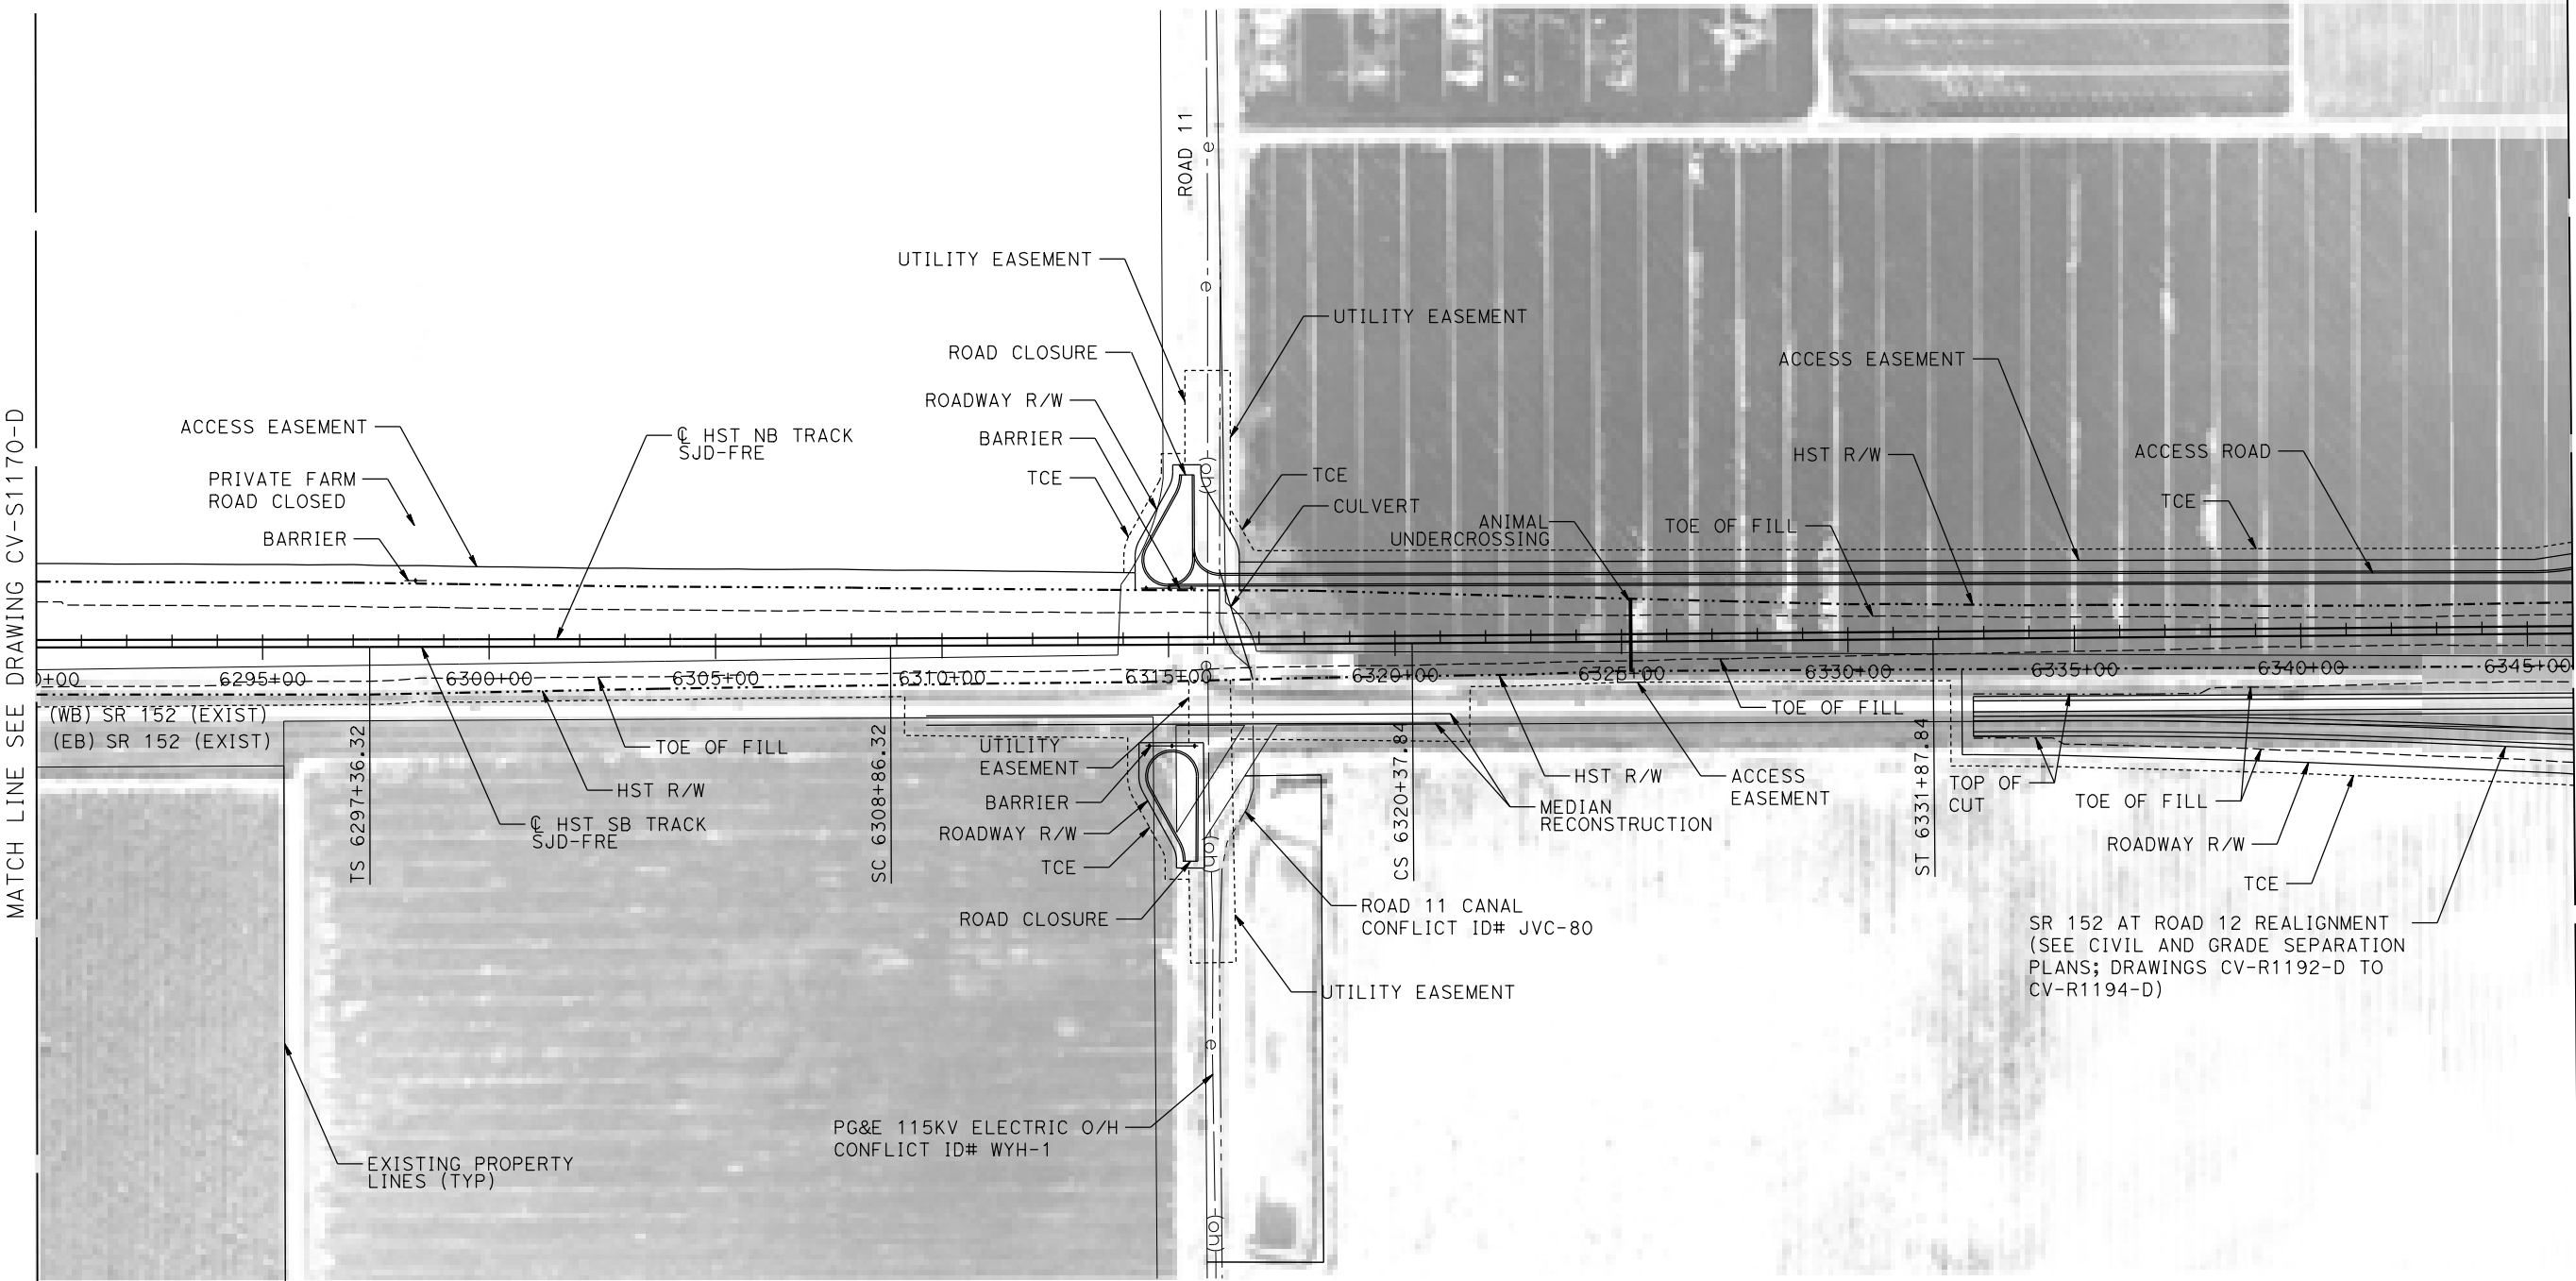 MATCH LINE SEE DRAWING CV-S1170-D
ROAD 11
e
e
UTILITY EASEMENT
UTILITY EASEMENT
ROAD CLOSURE
ROADWAY R/W
BARRIER
TCE
(oh)
TCE
CULVERT
ACCESS EASEMENT
PRIVATE FARM
ROAD CLOSED
BARRIER
℄ HST NB TRACK
SJD-FRE
ANIMAL
UNDERCROSSING
TOE OF FILL
ACCESS EASEMENT
HST R/W
ACCESS ROAD
TCE
0+00
6295+00
6300+00
6305+00
6310+00
6315+00
6320+00
6325+00
6330+00
6335+00
6340+00
6345+00
e
(WB) SR 152 (EXIST)
(EB) SR 152 (EXIST)
TS 6297+36.32
SC 6308+86.32
CS 6320+37.84
ST 6331+87.84
TOE OF FILL
HST R/W
℄ HST SB TRACK
SJD-FRE
UTILITY
EASEMENT
BARRIER
ROADWAY R/W
TCE
ROAD CLOSURE
(oh)
TOE OF FILL
HST R/W
MEDIAN
RECONSTRUCTION
ACCESS
EASEMENT
TOP OF
CUT
TOE OF FILL
ROADWAY R/W
TCE
ROAD 11 CANAL
CONFLICT ID# JVC-80
UTILITY EASEMENT
SR 152 AT ROAD 12 REALIGNMENT
(SEE CIVIL AND GRADE SEPARATION
PLANS; DRAWINGS CV-R1192-D TO
CV-R1194-D)
e
PG&E 115KV ELECTRIC O/H
CONFLICT ID# WYH-1
EXISTING PROPERTY
LINES (TYP)
(oh)